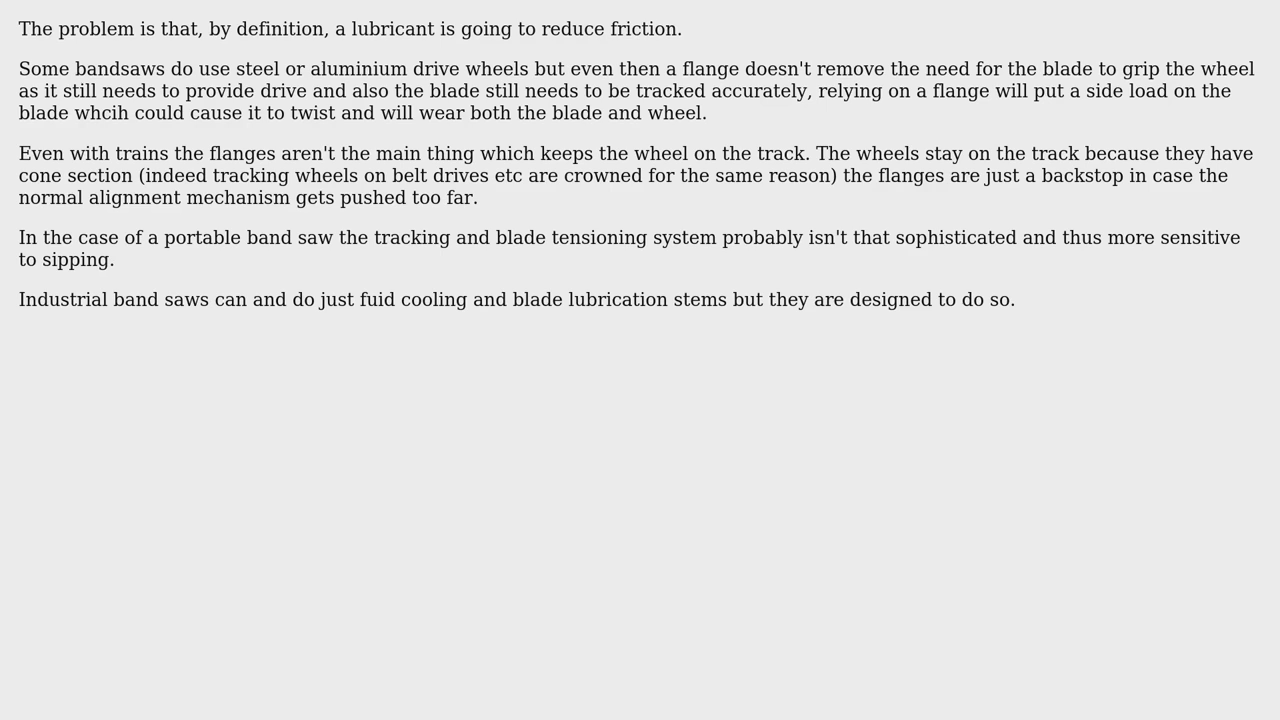 The problem is that, by definition, a lubricant is going to reduce friction.
Some bandsaws do use steel or aluminium drive wheels but even then a flange doesn't remove the need for the blade to grip the wheel
as it still needs to provide drive and also the blade still needs to be tracked accurately, relying on a flange will put a side load on the
blade whcih could cause it to twist and will wear both the blade and wheel.
Even with trains the flanges aren't the main thing which keeps the wheel on the track. The wheels stay on the track because they have
cone section (indeed tracking wheels on belt drives etc are crowned for the same reason) the flanges are just a backstop in case the
normal alignment mechanism gets pushed too far.
In the case of a portable band saw the tracking and blade tensioning system probably isn't that sophisticated and thus more sensitive
to sipping.
Industrial band saws can and do just fuid cooling and blade lubrication stems but they are designed to do so.